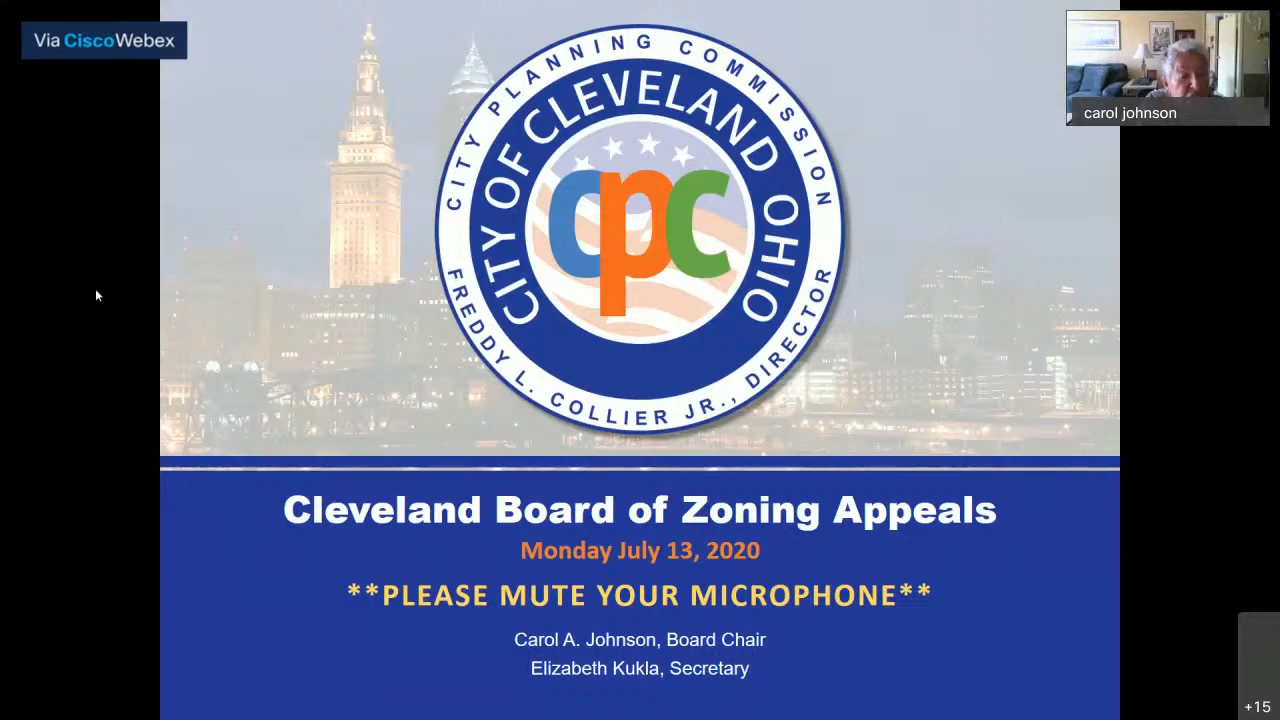 Via CiscoWebex
carol johnson
CITY PLANNING COMMISSION
CITY OF CLEVELAND OHIO
cpc
FREDDY L. COLLIER JR., DIRECTOR
Cleveland Board of Zoning Appeals
Monday July 13, 2020
**PLEASE MUTE YOUR MICROPHONE**
Carol A. Johnson, Board Chair
Elizabeth Kukla, Secretary
+15